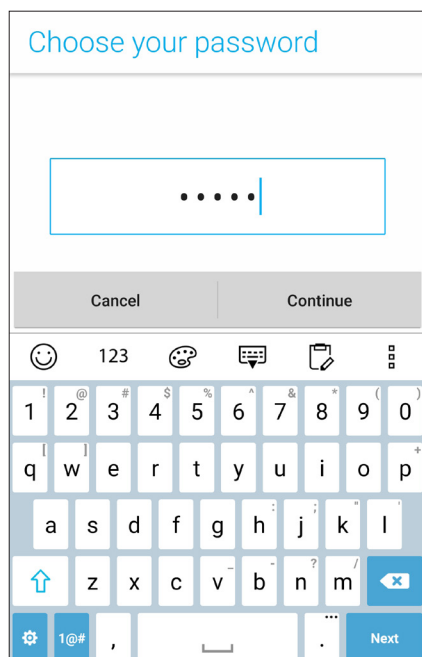 Choose your password
•••••
Cancel Continue
123
! @ # $ % ^ & * ( )
1 2 3 4 5 6 7 8 9 0
[ ] +
q w e r t y u i o p
: ; " '
a s d f g h j k l
_ - ? /
z x c v b n m
1@# , ... . Next